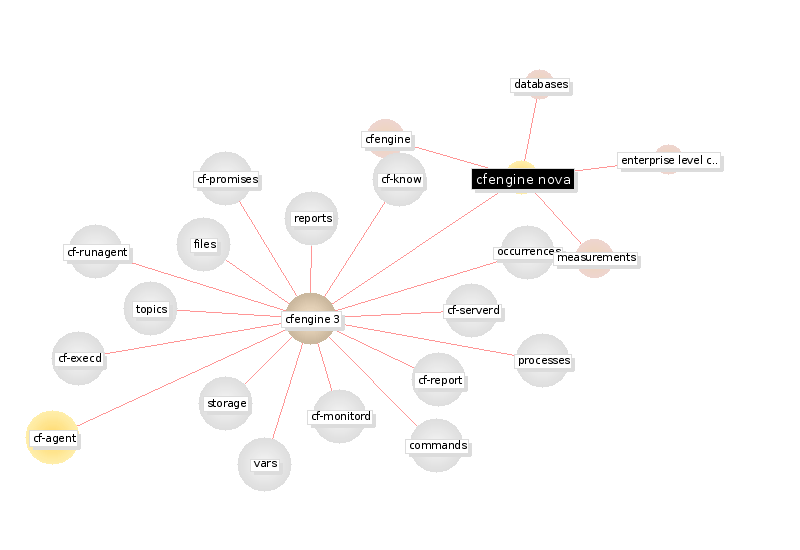 databases
cfengine
enterprise level c..
cf-promises
cf-know
cfengine nova
reports
files
cf-runagent
occurrences
measurements
topics
cf-serverd
cfengine 3
cf-execd
processes
cf-report
storage
cf-monitord
cf-agent
commands
vars